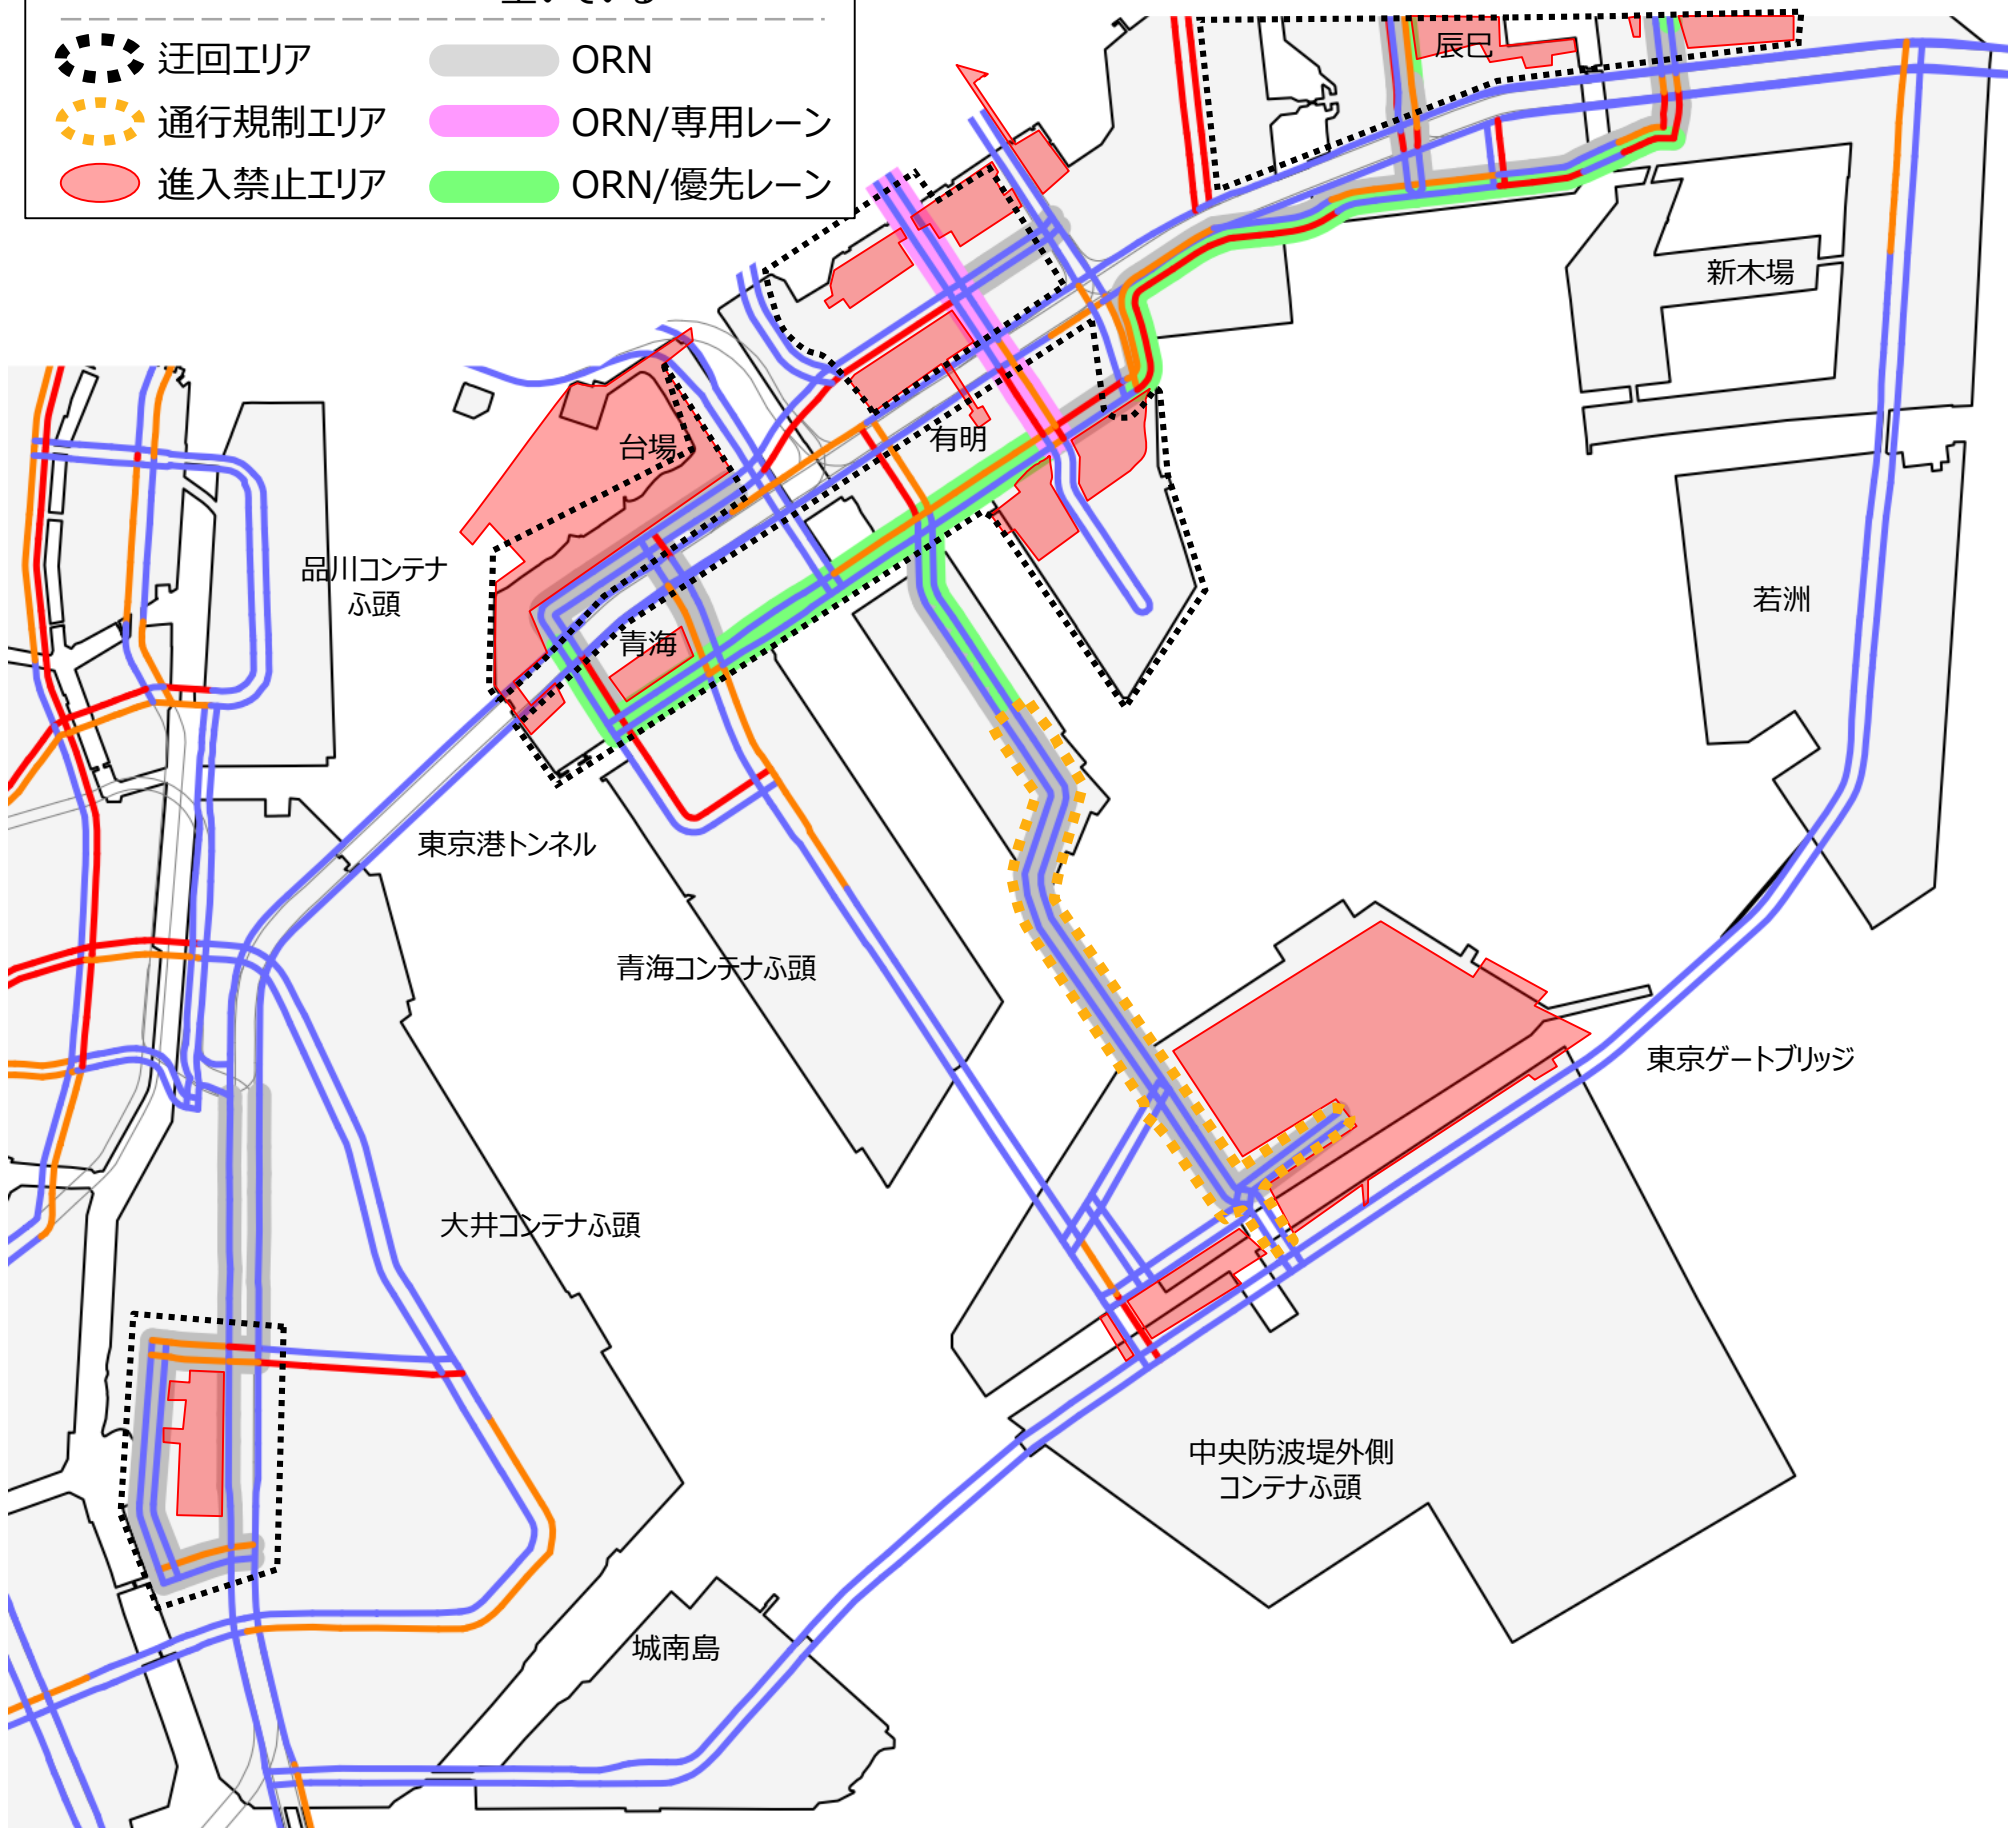 空いている
迂回エリア
ORN
通行規制エリア
ORN/専用レーン
進入禁止エリア
ORN/優先レーン
辰巳
新木場
台場
有明
品川コンテナ
ふ頭
青海
若洲
東京港トンネル
青海コンテナふ頭
東京ゲートブリッジ
大井コンテナふ頭
中央防波堤外側
コンテナふ頭
城南島